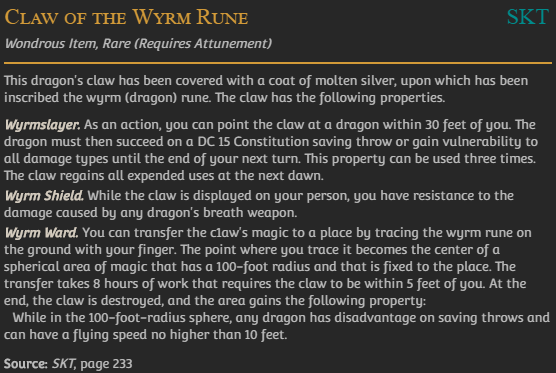 Claw of the Wyrm Rune SKT
Wondrous Item, Rare (Requires Attunement)
This dragon's claw has been covered with a coat of molten silver, upon which has been
inscribed the wyrm (dragon) rune. The claw has the following properties.
Wyrmslayer. As an action, you can point the claw at a dragon within 30 feet of you. The
dragon must then succeed on a DC 15 Constitution saving throw or gain vulnerability to
all damage types until the end of your next turn. This property can be used three times.
The claw regains all expended uses at the next dawn.
Wyrm Shield. While the claw is displayed on your person, you have resistance to the
damage caused by any dragon's breath weapon.
Wyrm Ward. You can transfer the c1aw's magic to a place by tracing the wyrm rune on
the ground with your finger. The point where you trace it becomes the center of a
spherical area of magic that has a 100-foot radius and that is fixed to the place. The
transfer takes 8 hours of work that requires the claw to be within 5 feet of you. At the
end, the claw is destroyed, and the area gains the following property:
While in the 100-foot-radius sphere, any dragon has disadvantage on saving throws and
can have a flying speed no higher than 10 feet.
Source: SKT, page 233